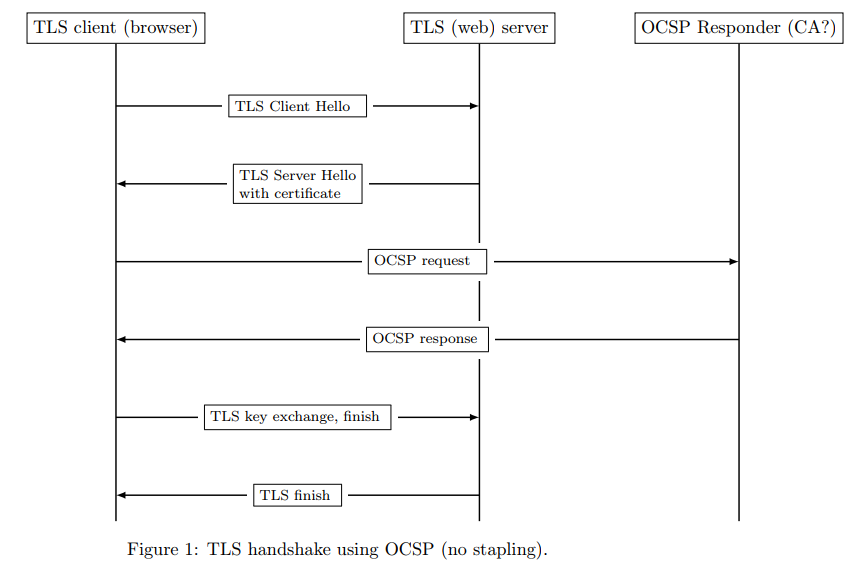 TLS client (browser)
TLS (web) server
OCSP Responder (CA?)
TLS Client Hello
TLS Server Hello
with certificate
OCSP request
OCSP response
TLS key exchange, finish
TLS finish
Figure 1: TLS handshake using OCSP (no stapling).